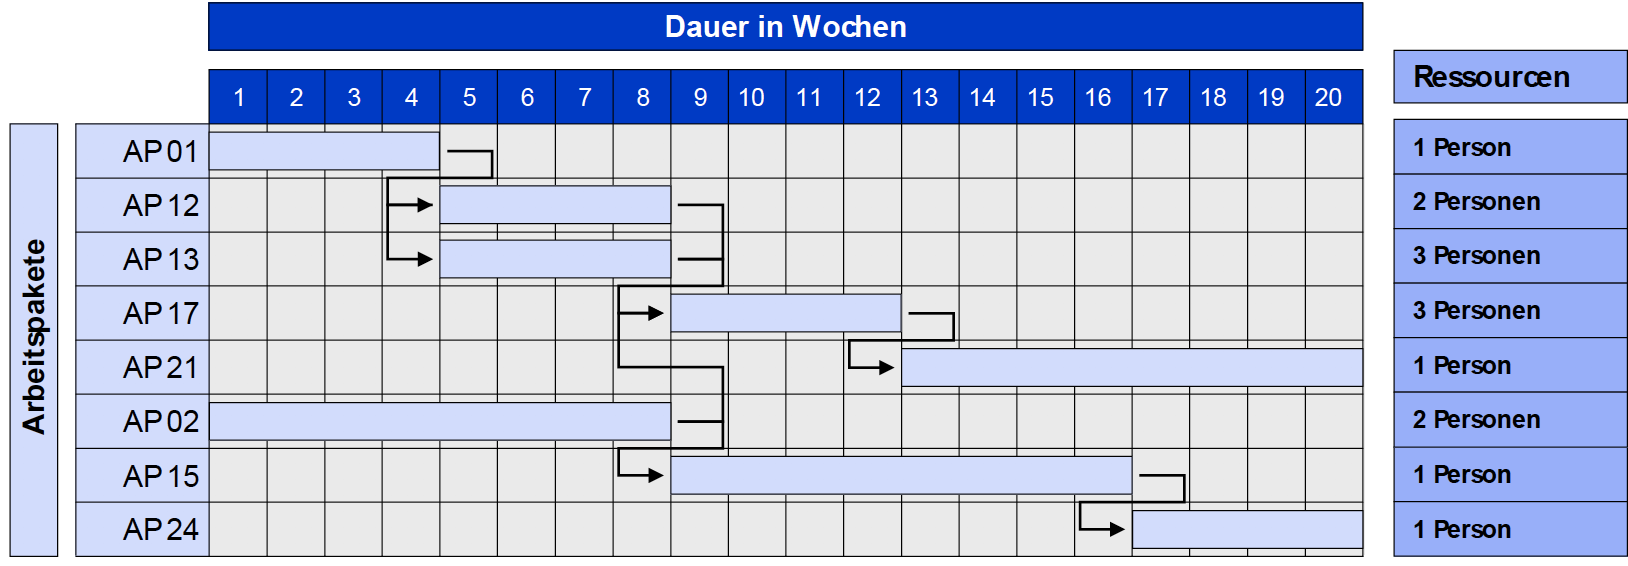 Dauer in Wochen
Ressourcen
1 2 3 4 5 6 7 8 9 10 11 12 13 14 15 16 17 18 19 20
Arbeitspakete
AP 01 1 Person
AP 12 2 Personen
AP 13 3 Personen
AP 17 3 Personen
AP 21 1 Person
AP 02 2 Personen
AP 15 1 Person
AP 24 1 Person